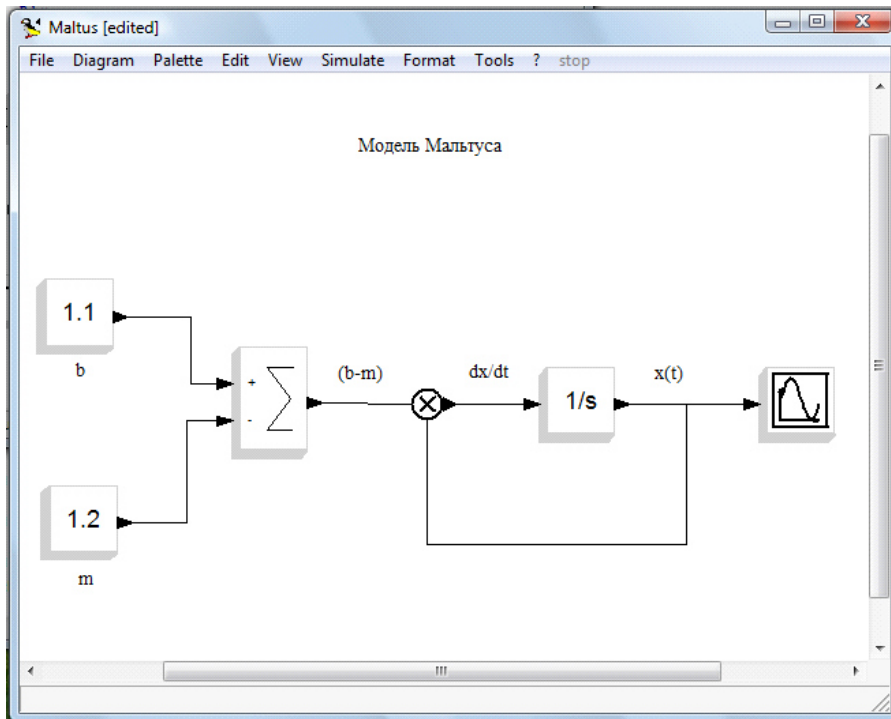 Maltus [edited]
File Diagram Palette Edit View Simulate Format Tools ? stop
Модель Мальтуса
1.1
b
+
-
(b-m)
dx/dt
1/s
x(t)
1.2
m